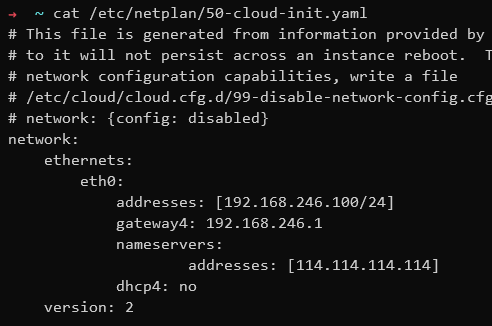 → ~ cat /etc/netplan/50-cloud-init.yaml
# This file is generated from information provided by
# to it will not persist across an instance reboot. T
# network configuration capabilities, write a file
# /etc/cloud/cloud.cfg.d/99-disable-network-config.cfg
# network: {config: disabled}
network:
    ethernets:
        eth0:
            addresses: [192.168.246.100/24]
            gateway4: 192.168.246.1
            nameservers:
                    addresses: [114.114.114.114]
            dhcp4: no
    version: 2